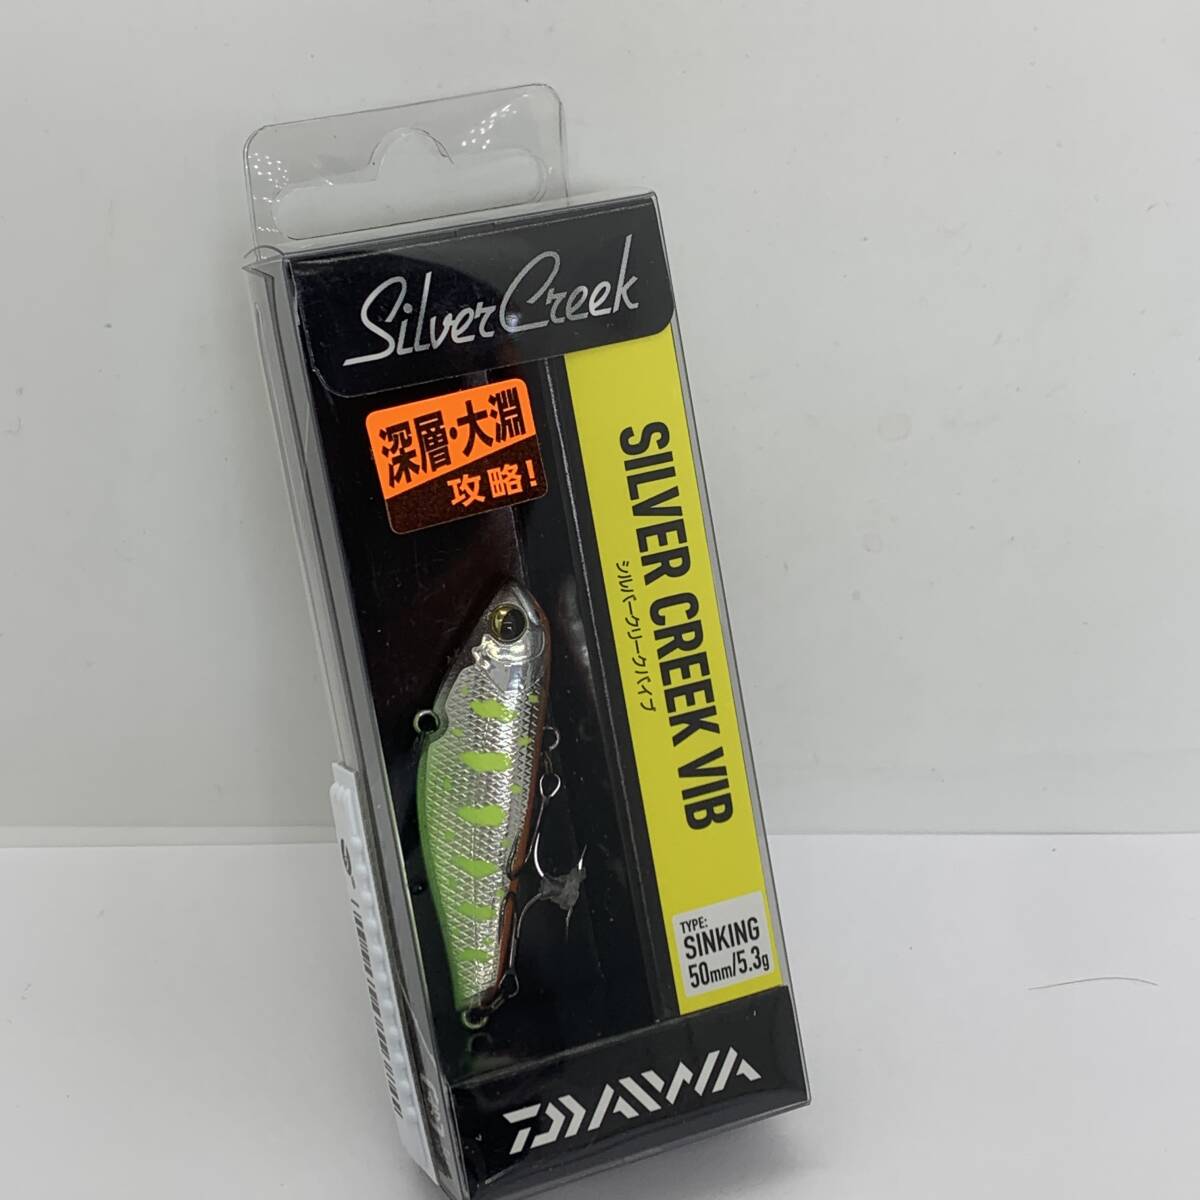 Silver Creek
深層・大淵
攻略!
SILVER CREEK VIB
シルバークリークバイブ
TYPE:
SINKING
50mm/5.3g
DAIWA